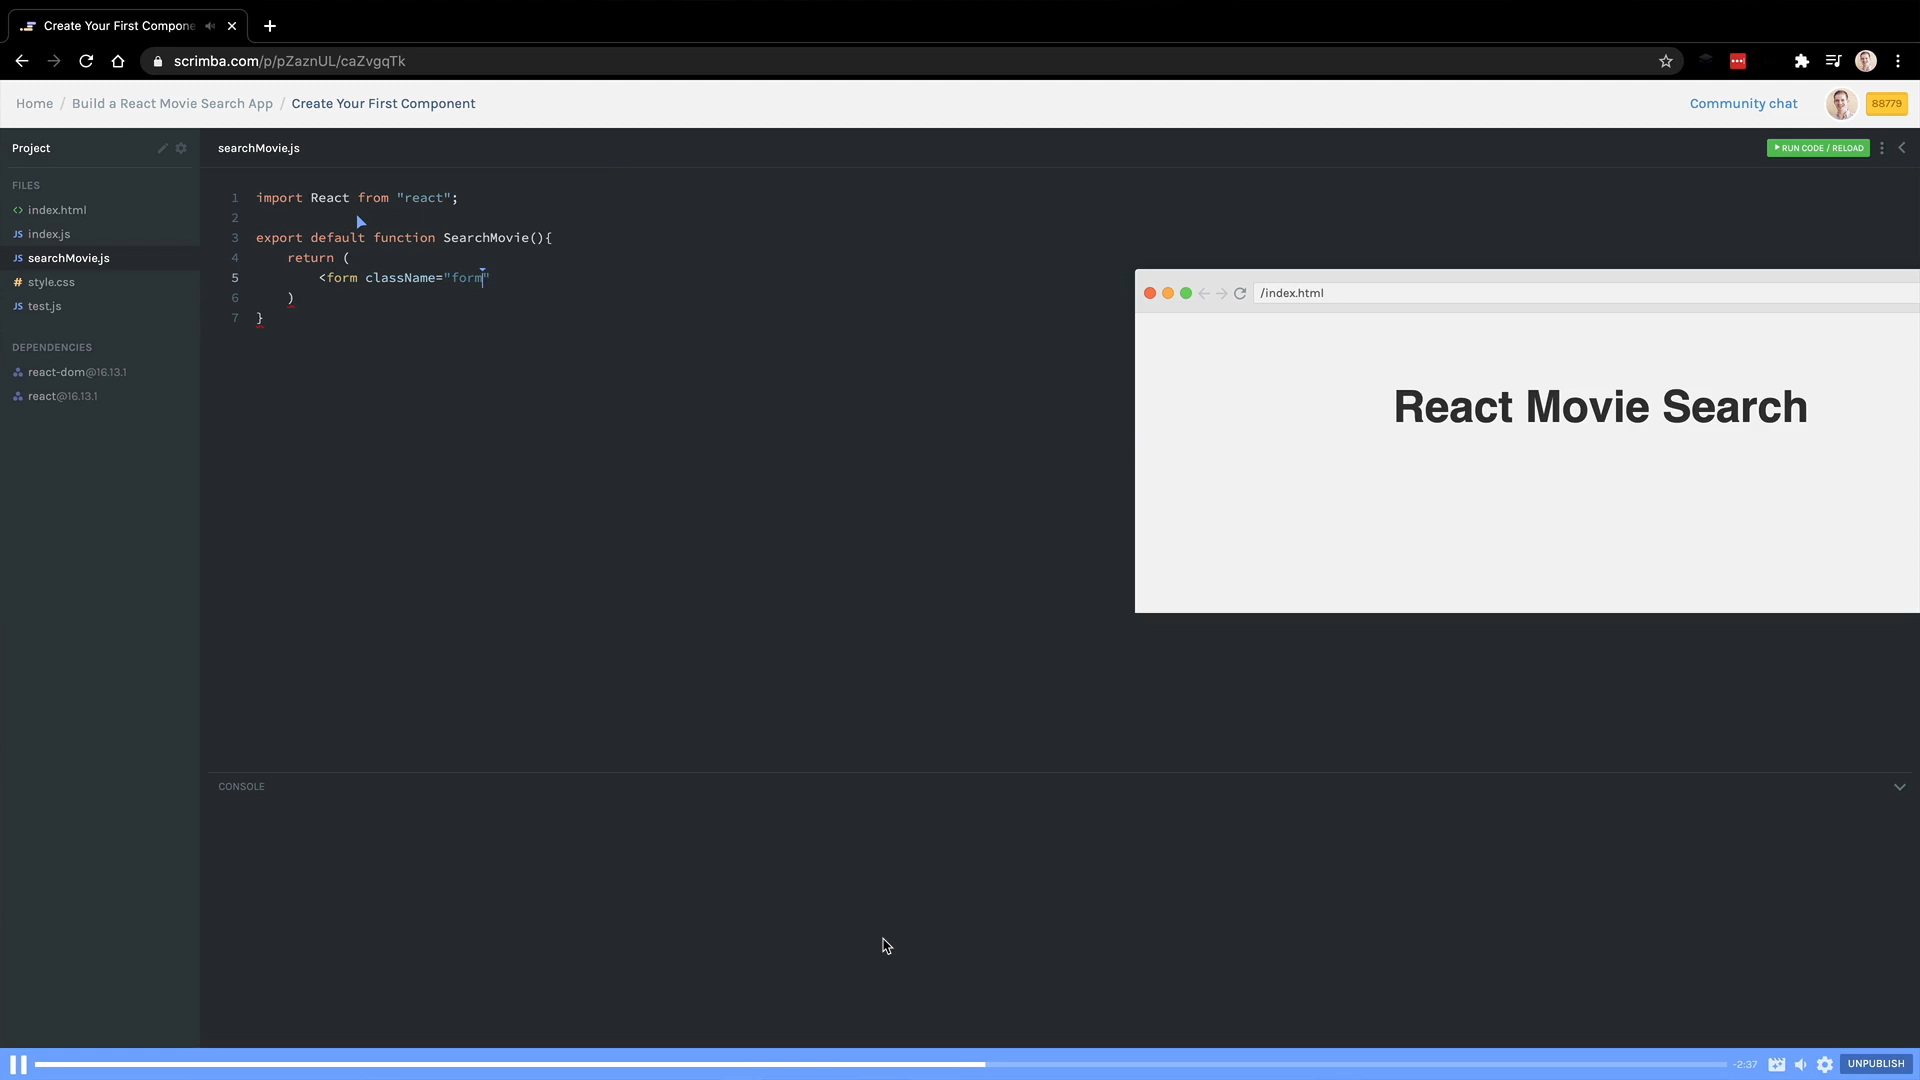 Create Your First Compone
scrimba.com/p/pZaznUL/caZvgqTk
Home / Build a React Movie Search App / Create Your First Component
Community chat
88779
Project
searchMovie.js
RUN CODE / RELOAD
FILES
index.html
JS index.js
JS searchMovie.js
# style.css
JS test.js
DEPENDENCIES
react-dom@16.13.1
react@16.13.1
1 import React from "react";
2
3 export default function SearchMovie(){
4 return (
5 <form className="form"
6 )
7 }
/index.html
React Movie Search
CONSOLE
-2:37
UNPUBLISH